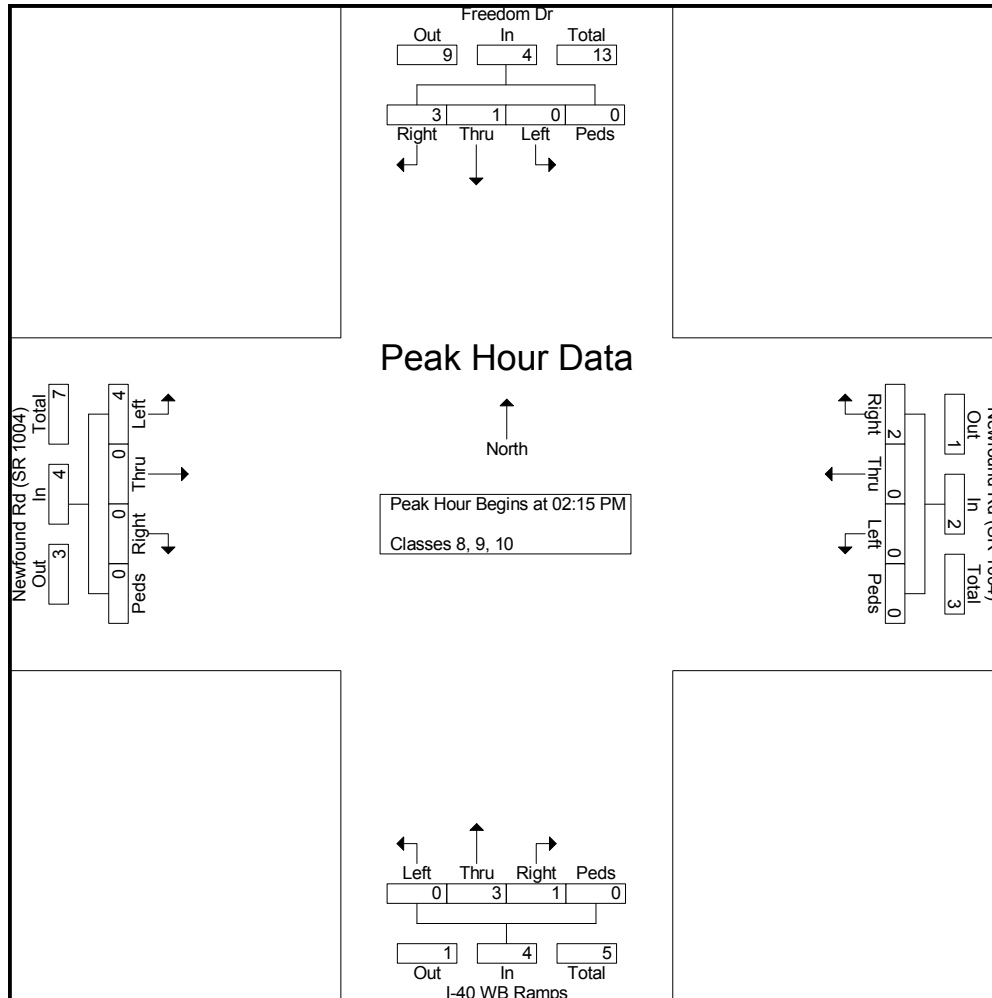 Freedom Dr
Out In Total
9 4 13
3 1 0 0
Right Thru Left Peds
Peak Hour Data
North
Peak Hour Begins at 02:15 PM
Classes 8, 9, 10
Newfound Rd (SR 1004)
Out In Total
3 4 7
Peds Right Thru Left
0 0 0 4
Newfound Rd (SR 1004)
Out In Total
1 2 3
Right Thru Left Peds
2 0 0 0
Left Thru Right Peds
0 3 1 0
1 4 5
Out In Total
I-40 WB Ramps